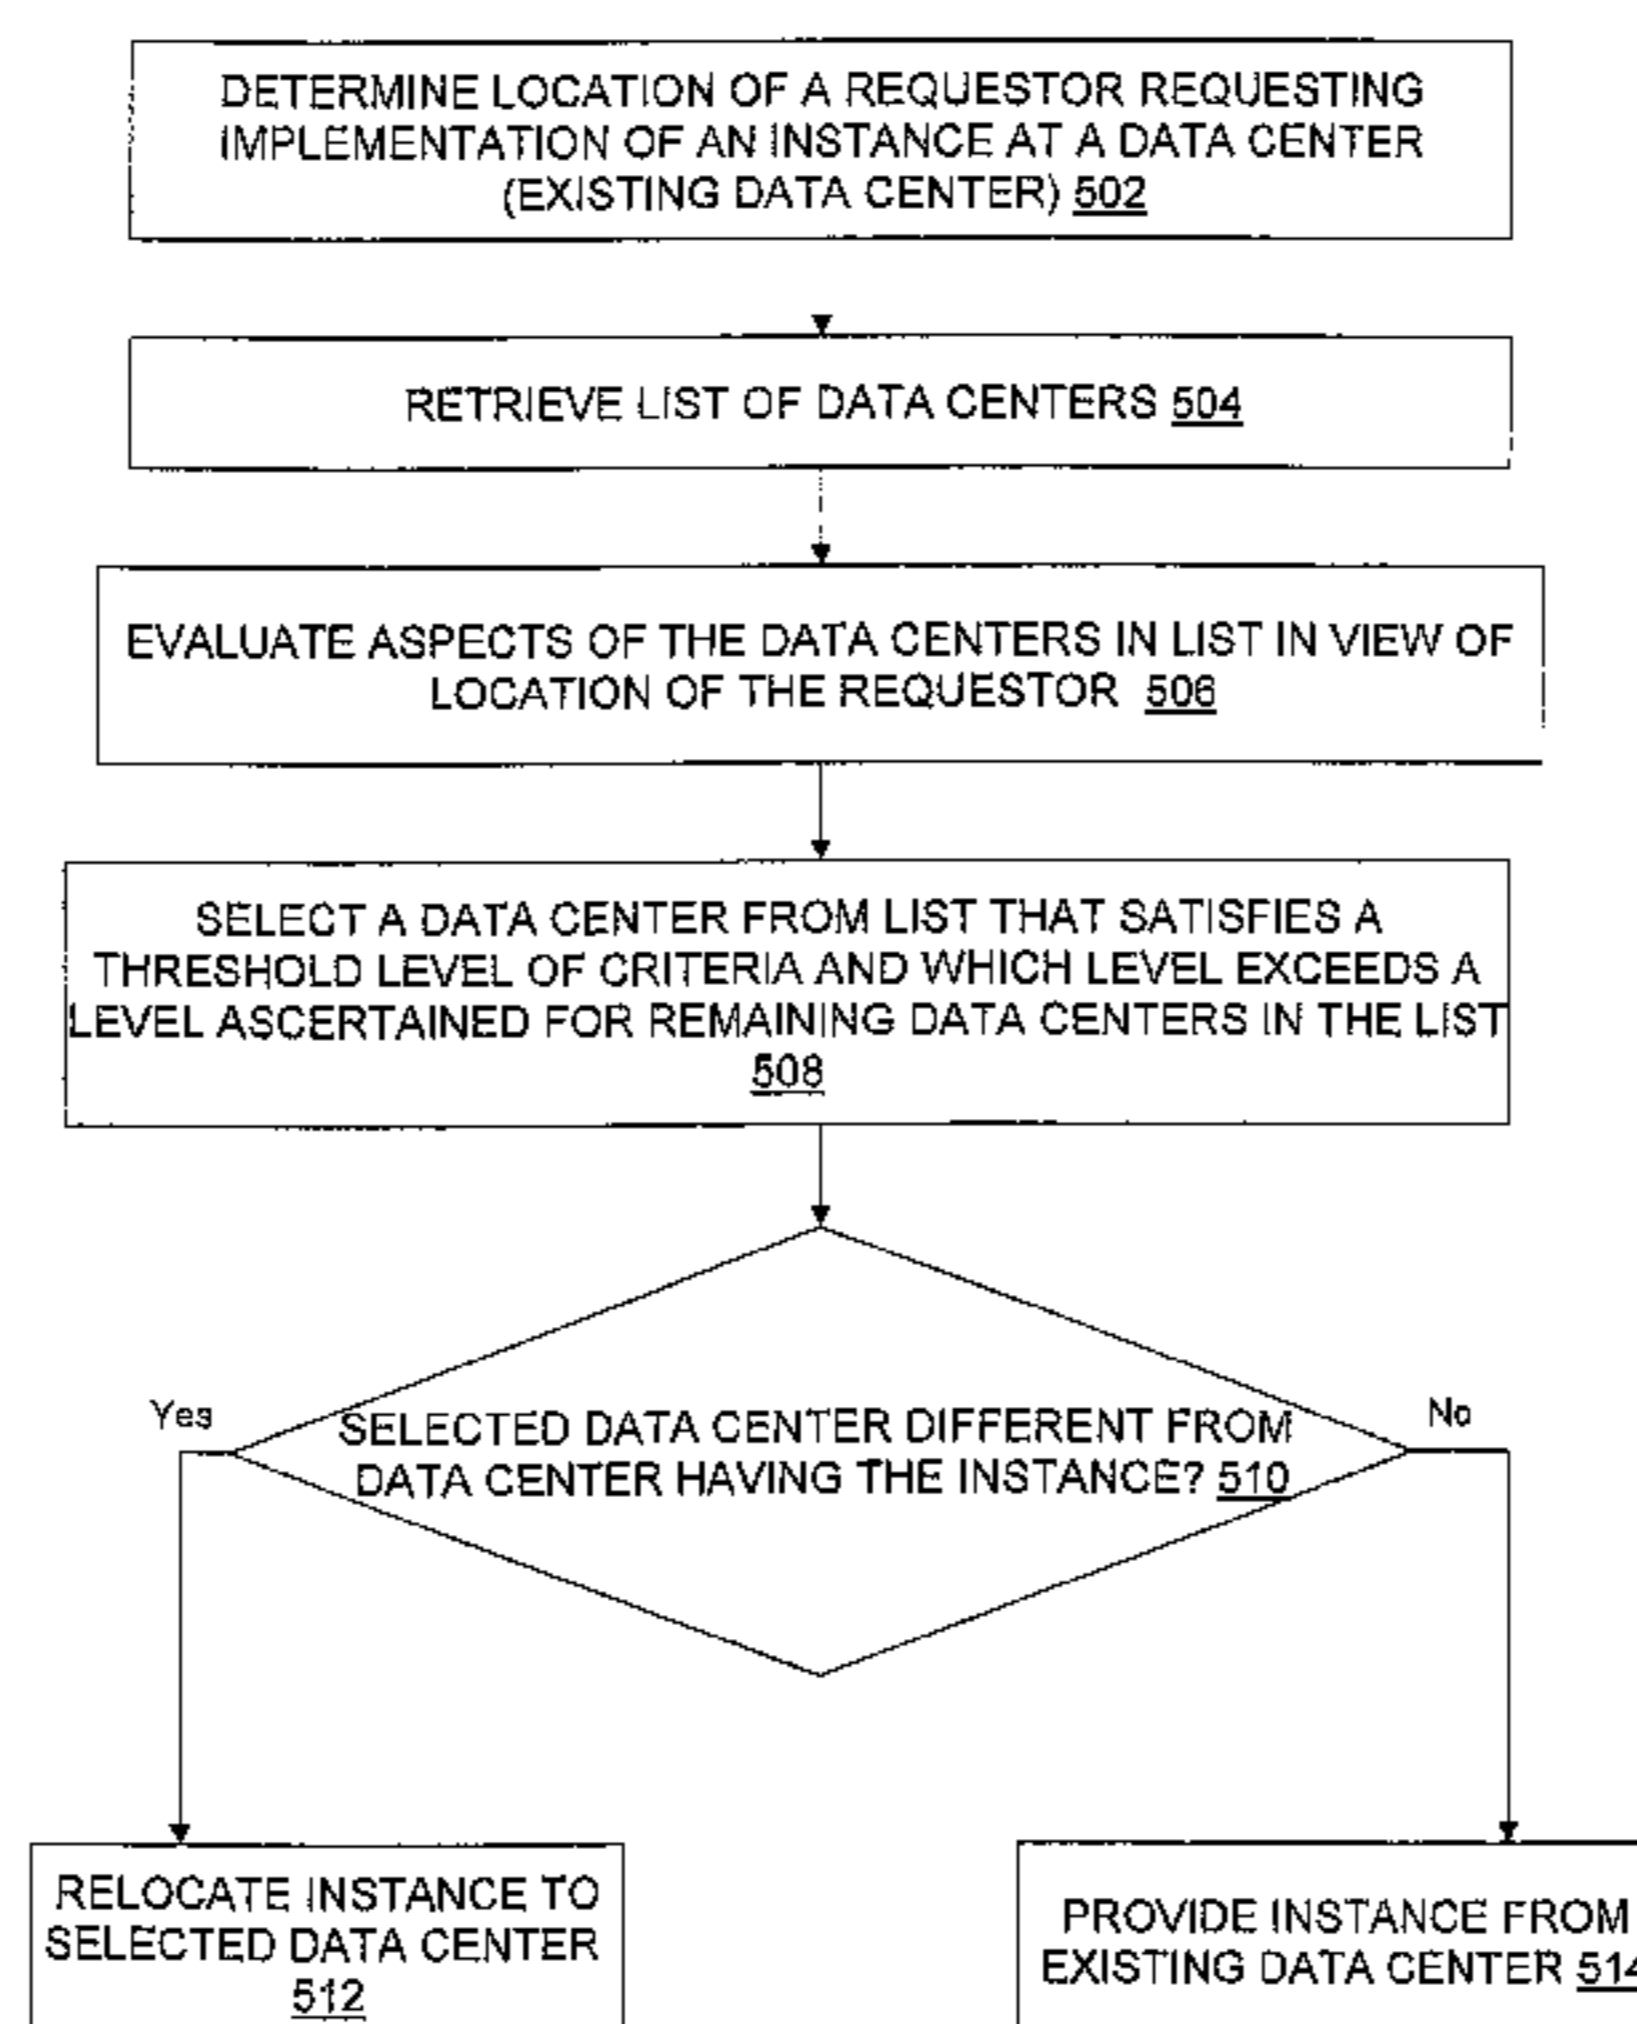 DETERMINE LOCATION OF A REQUESTOR REQUESTING
IMPLEMENTATION OF AN INSTANCE AT A DATA CENTER
(EXISTING DATA CENTER) 502
RETRIEVE LIST OF DATA CENTERS 504
EVALUATE ASPECTS OF THE DATA CENTERS IN LIST IN VIEW OF
LOCATION OF THE REQUESTOR 506
SELECT A DATA CENTER FROM LIST THAT SATISFIES A
THRESHOLD LEVEL OF CRITERIA AND WHICH LEVEL EXCEEDS A
LEVEL ASCERTAINED FOR REMAINING DATA CENTERS IN THE LIST
508
Yes
No
SELECTED DATA CENTER DIFFERENT FROM
DATA CENTER HAVING THE INSTANCE? 510
RELOCATE INSTANCE TO
SELECTED DATA CENTER
512
PROVIDE INSTANCE FROM
EXISTING DATA CENTER 514